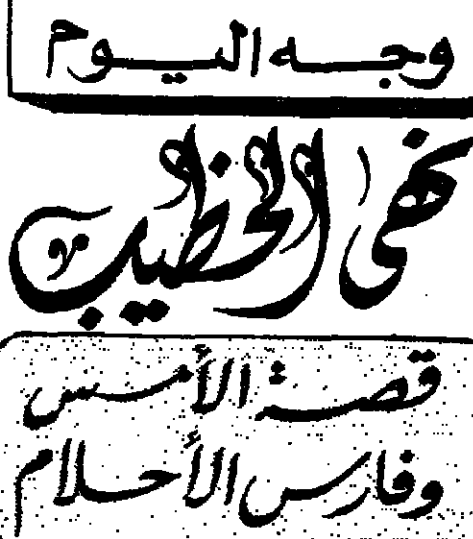 وجه اليوم
نهى الخطيب
قصة الأمس
وفارس الأحلام